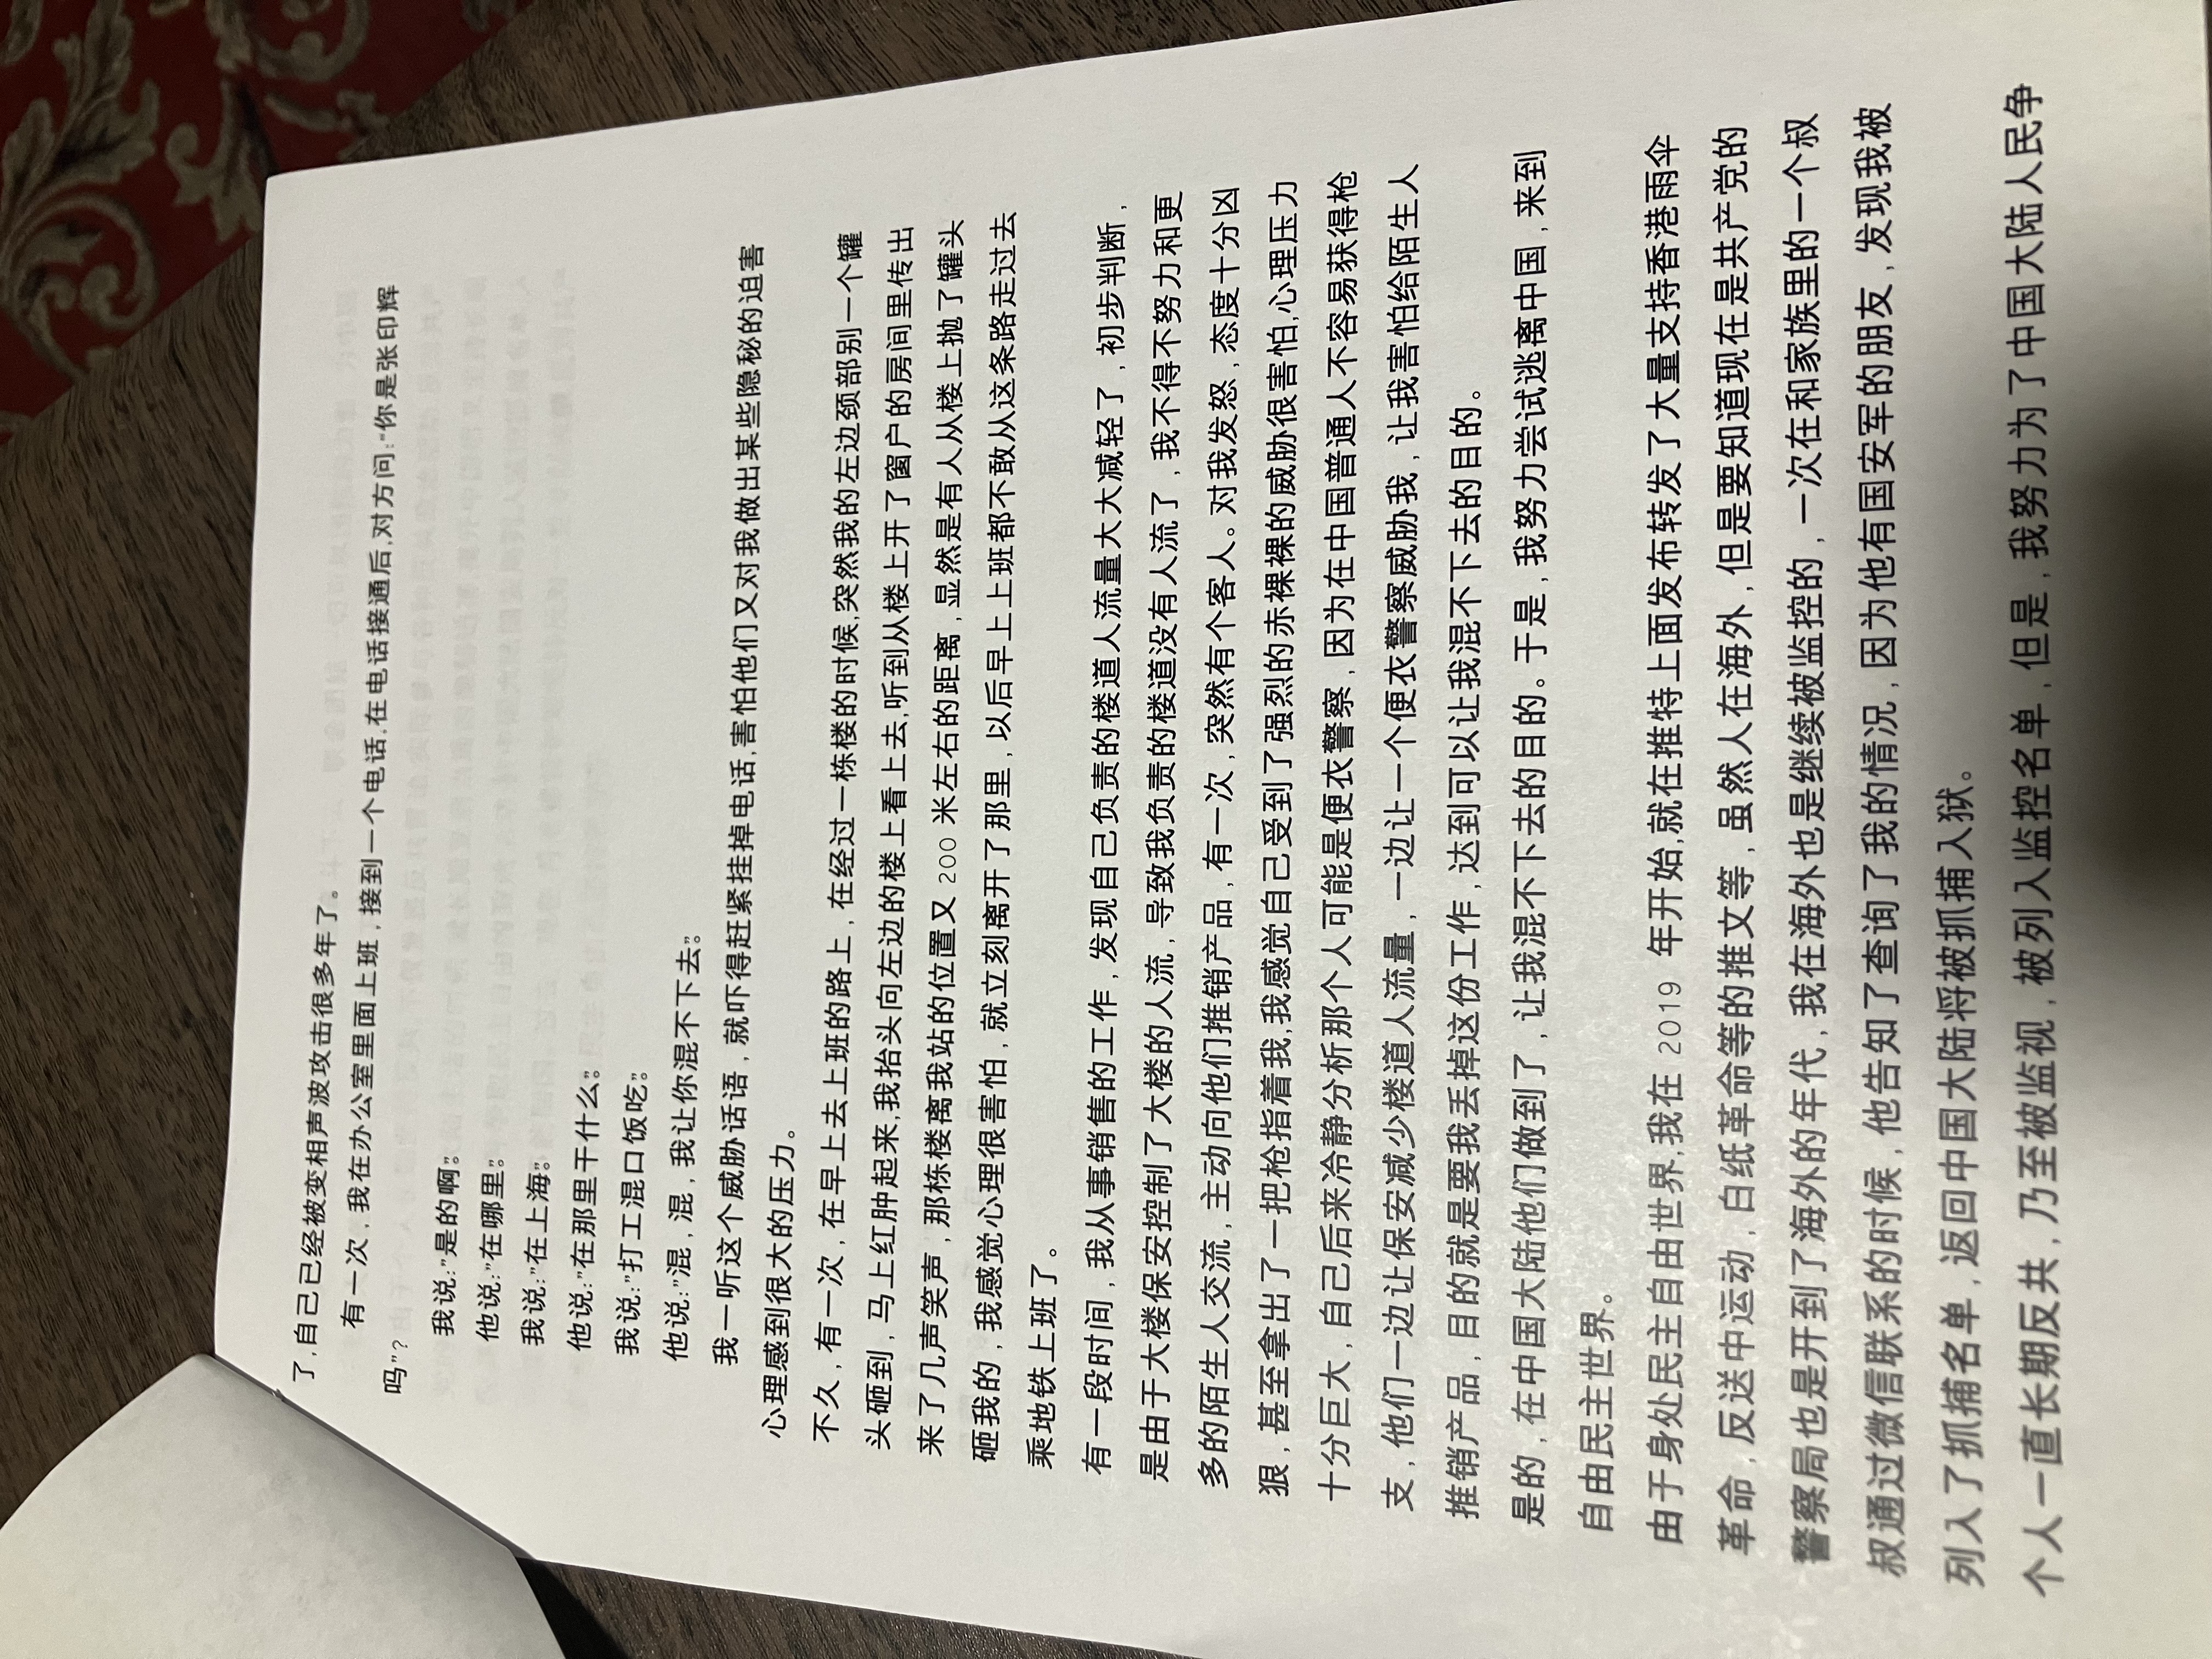 了,自己已经被变相声波攻击很多年了。
有一次,我在办公室里面上班,接到一个电话,在电话接通后,对方问:“你是张印辉
吗”?
我说:”是的啊”。
他说:”在哪里”。
我说:”在上海”。
他说:”在那里干什么”。
我说:”打工混口饭吃”。
他说:”混,混,我让你混不下去”。
我一听这个威胁话语,就吓得赶紧挂掉电话,害怕他们又对我做出某些隐秘的迫害
心理感到很大的压力。
不久,有一次,在早上去上班的路上,在经过一栋楼的时候,突然我的左边颈部别一个罐
头砸到,马上红肿起来,我抬头向左边的楼上看上去,听到从楼上开了窗户的房间里传出
来了几声笑声,那栋楼离我站的位置又 200 米左右的距离,显然是有人从楼上抛了罐头
砸我的,我感觉心理很害怕,就立刻离开了那里,以后早上上班都不敢从这条路走过去
乘地铁上班了。
有一段时间,我从事销售的工作,发现自己负责的楼道人流量大大减轻了,初步判断,
是由于大楼保安控制了大楼的人流,导致我负责的楼道没有人流了,我不得不努力和更
多的陌生人交流,主动向他们推销产品,有一次,突然有个客人。对我发怒,态度十分凶
狠,甚至拿出了一把枪指着我,我感觉自己受到了强烈的赤裸裸的威胁很害怕,心理压力
十分巨大,自己后来冷静分析那个人可能是便衣警察,因为在中国普通人不容易获得枪
支,他们一边让保安减少楼道人流量,一边让一个便衣警察威胁我,让我害怕给陌生人
推销产品,目的就是要我丢掉这份工作,达到可以让我混不下去的目的。
是的,在中国大陆他们做到了,让我混不下去的目的。于是,我努力尝试逃离中国,来到
自由民主世界。
由于身处民主自由世界,我在 2019 年开始,就在推特上面发布转发了大量支持香港雨伞
革命,反送中运动,白纸革命等的推文等,虽然人在海外,但是要知道现在是共产党的
警察局也是开到了海外的年代,我在海外也是继续被监控的,一次在和家族里的一个叔
叔通过微信联系的时候,他告知了查询了我的情况,因为他有国安军的朋友,发现我被
列入了抓捕名单,返回中国大陆将被抓捕入狱。
个人一直长期反共,乃至被监视,被列入监控名单,但是,我努力为了中国大陆人民争